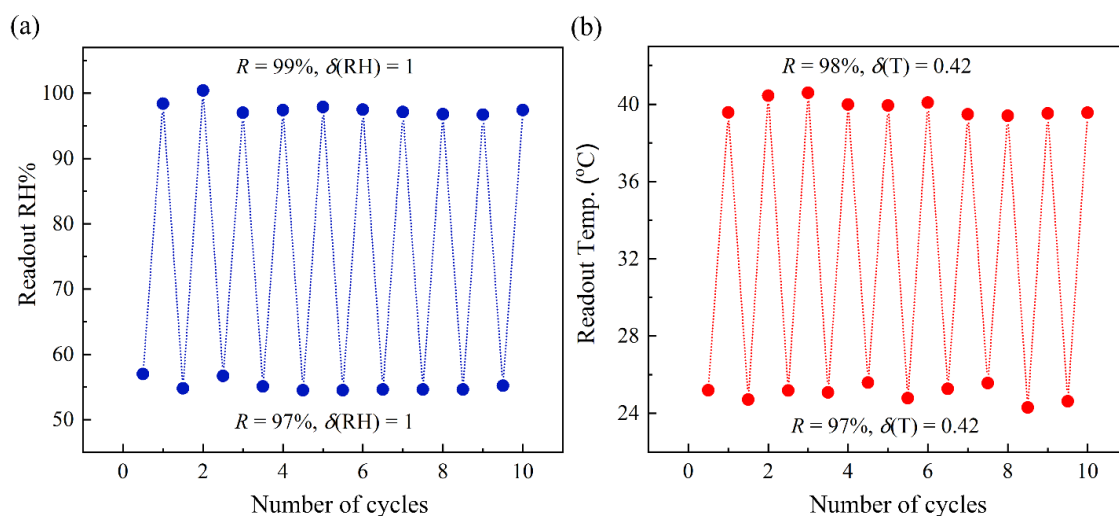 (a)
R = 99%, δ(RH) = 1
100
90
80
70
60
50
Readout RH%
R = 97%, δ(RH) = 1
0 2 4 6 8 10
Number of cycles
(b)
R = 98%, δ(T) = 0.42
40
36
32
28
24
Readout Temp. (ºC)
R = 97%, δ(T) = 0.42
0 2 4 6 8 10
Number of cycles